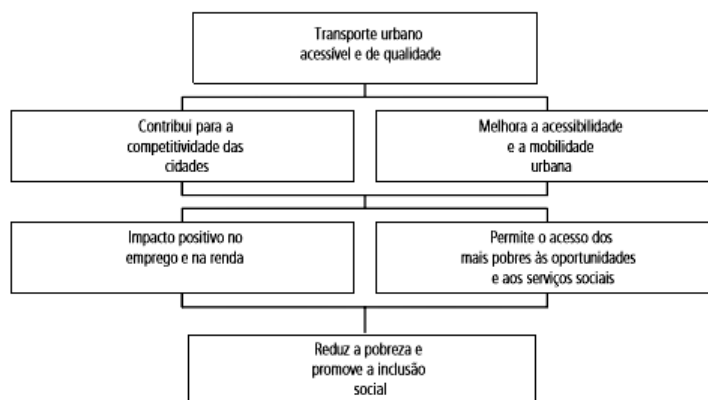 Transporte urbano
acessível e de qualidade
Contribui para a
competitividade das
cidades
Melhora a acessibilidade
e a mobilidade
urbana
Impacto positivo no
emprego e na renda
Permite o acesso dos
mais pobres às oportunidades
e aos serviços sociais
Reduz a pobreza e
promove a inclusão
social